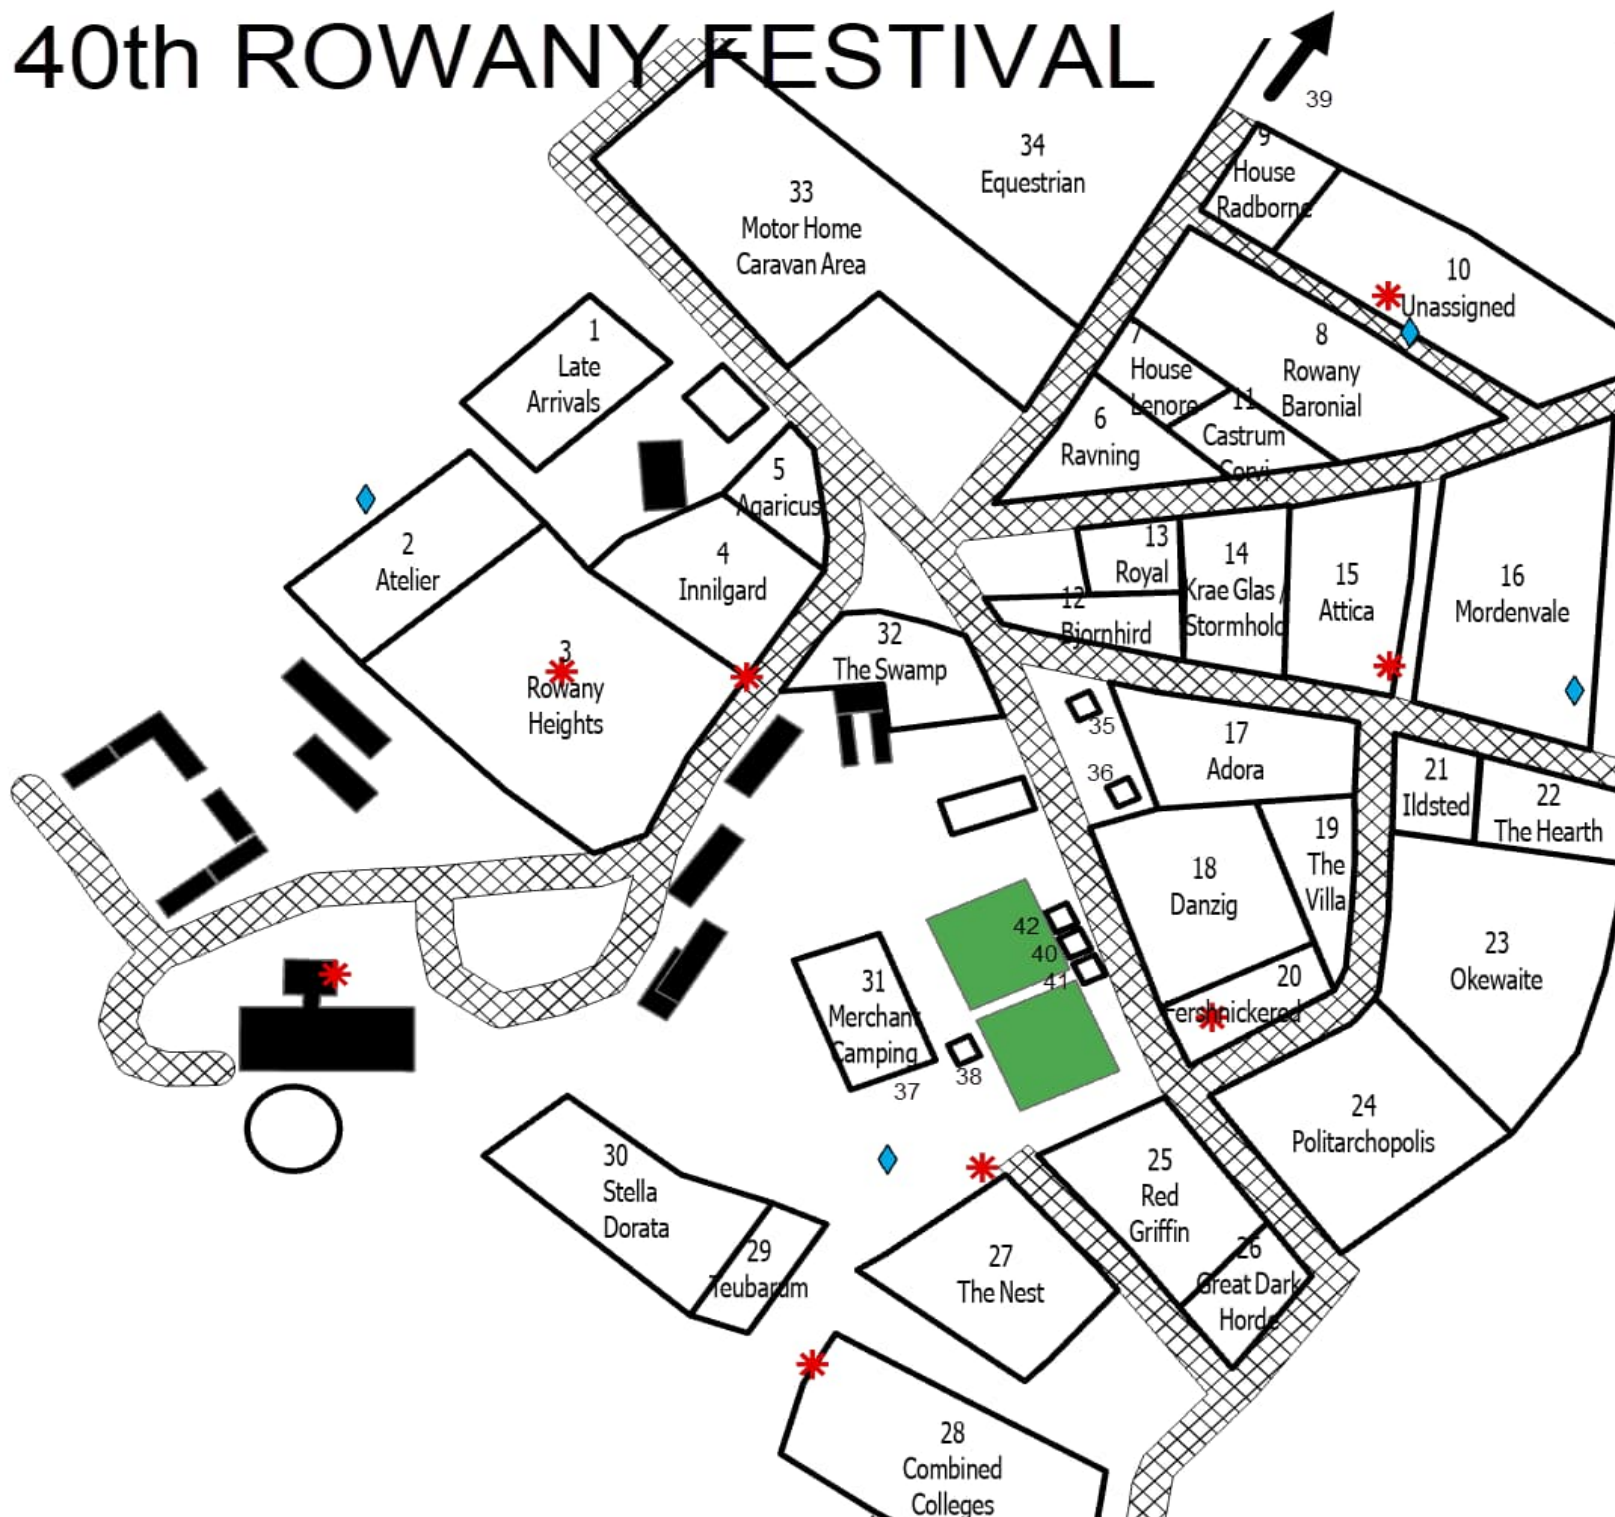 40th ROWANY FESTIVAL
39
9
House
Radborne
34
Equestrian
33
Motor Home
Caravan Area
10
Unassigned
1
Late
Arrivals
7
House
Lenore
8
Rowany
Baronial
11
Castrum
Corvi
6
Ravning
5
Agaricus
2
Atelier
4
Innilgard
13
Royal
14
Krae Glas /
Stormhold
15
Attica
16
Mordenvale
12
Bjornhird
3
Rowany
Heights
32
The Swamp
35
36
17
Adora
21
Ildsted
22
The Hearth
19
The
Villa
18
Danzig
42
40
41
20
Fershnickered
23
Okewaite
31
Merchant
Camping
37
38
24
Politarchopolis
25
Red
Griffin
26
Great Dark
Horde
30
Stella
Dorata
29
Teubarum
27
The Nest
28
Combined
Colleges